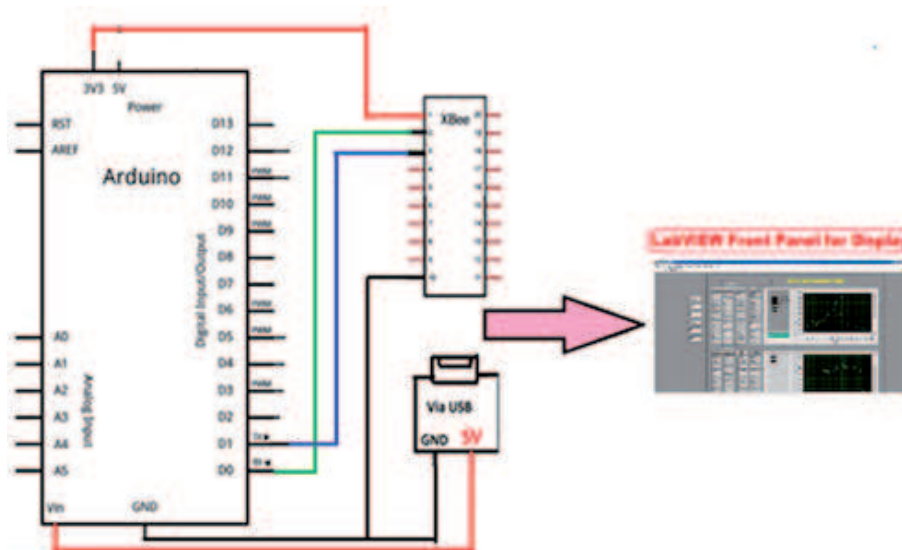 3V3 5V
Power
RST
AREF
Arduino
D13
D12
D11
PWM
D10
PWM
D9
PWM
D8
D7
D6
PWM
D5
PWM
D4
D3
PWM
D2
D1
TX
D0
RX
Digital Input/Output
A0
A1
A2
A3
A4
A5
Analog Input
Vin
GND
XBee
Via USB
GND 5V
LabVIEW Front Panel for Display